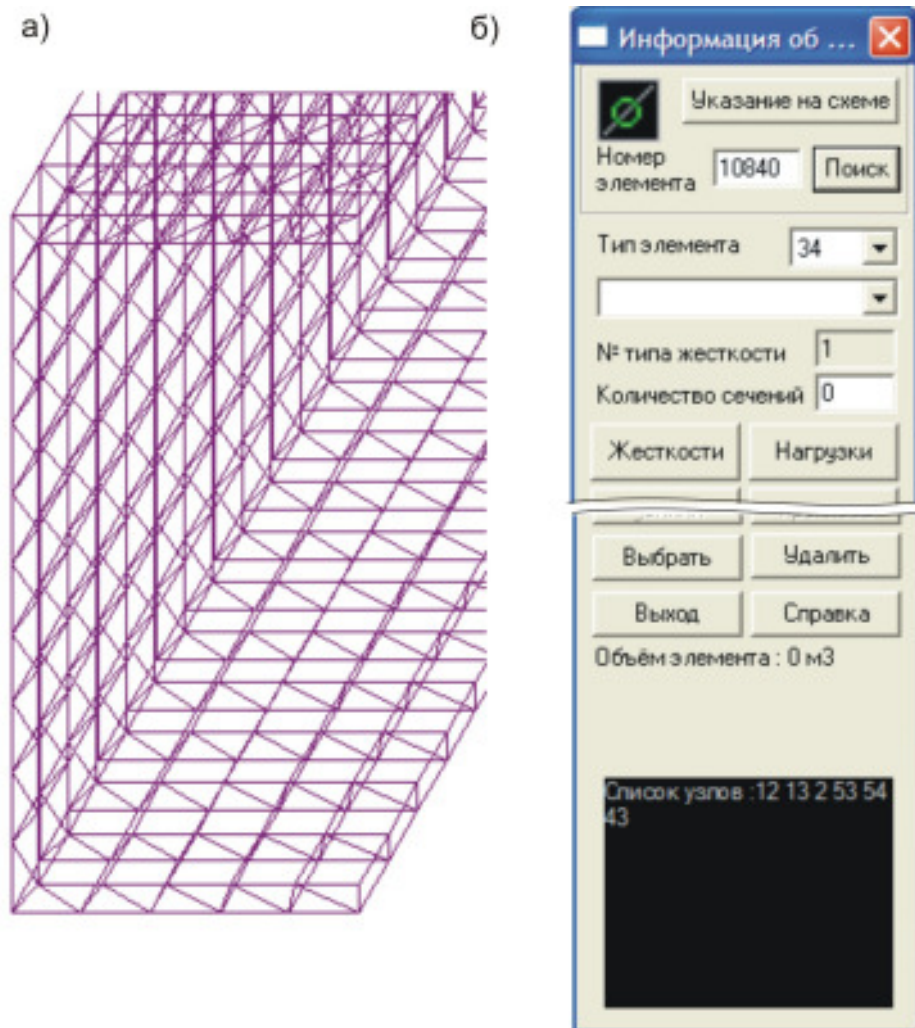 а)
б)
Информация об ...
Указание на схеме
Номер элемента
10840
Поиск
Тип элемента
34
№ типа жесткости
1
Количество сечений
0
Жесткости
Нагрузки
Выбрать
Удалить
Выход
Справка
Объём элемента : 0 м3
Список узлов :12 13 2 53 54
43